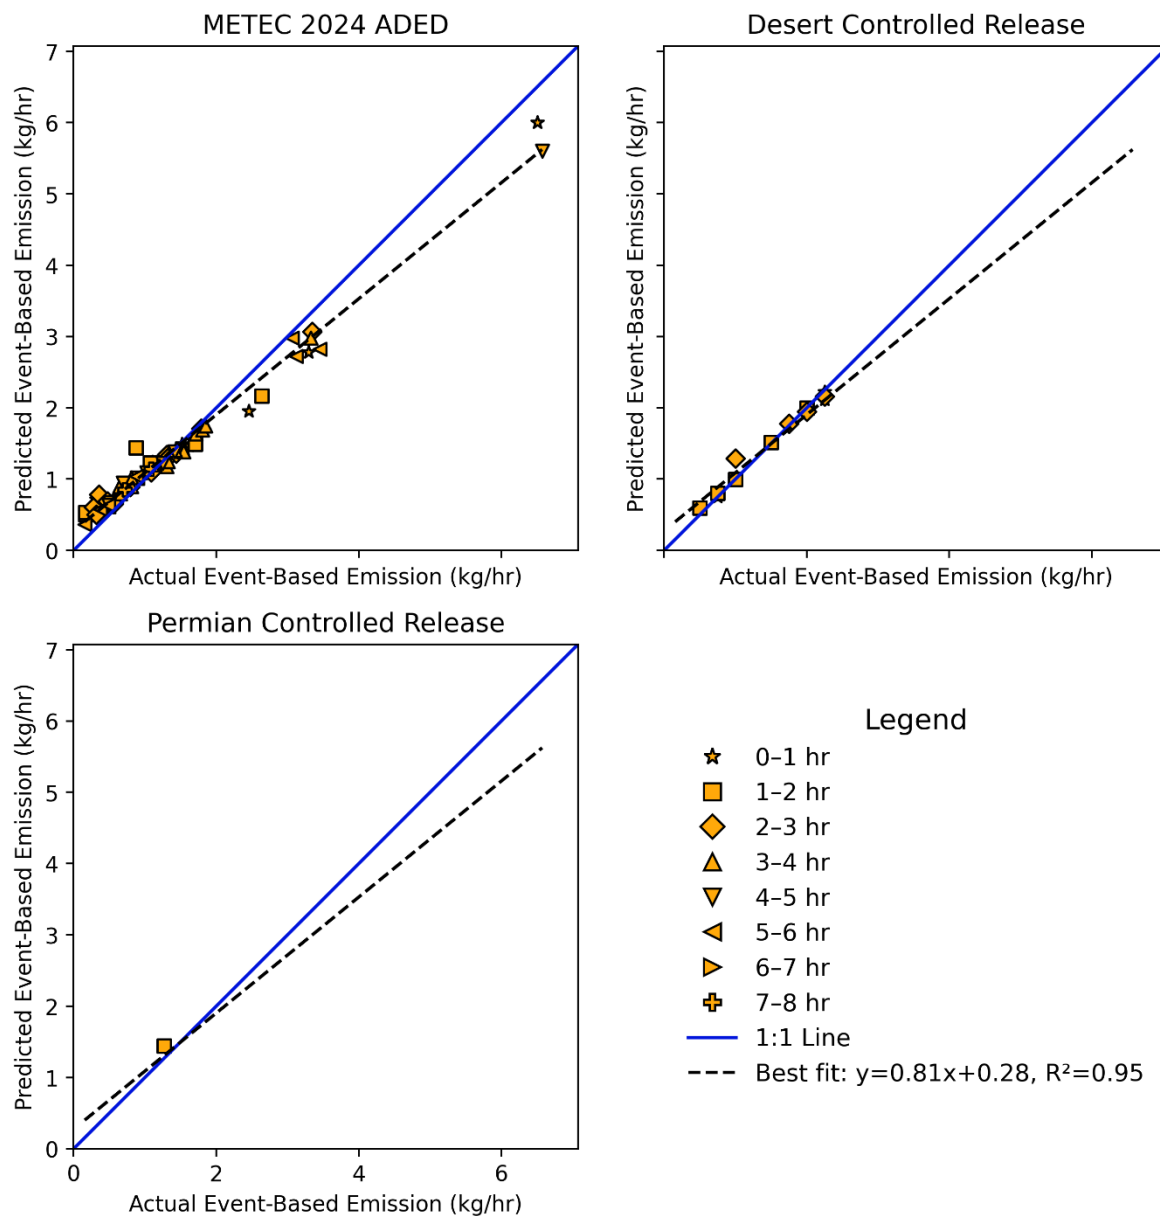 METEC 2024 ADED
Desert Controlled Release
7
6
5
4
3
2
1
0
Predicted Event-Based Emission (kg/hr)
Actual Event-Based Emission (kg/hr)
Predicted Event-Based Emission (kg/hr)
Actual Event-Based Emission (kg/hr)
Permian Controlled Release
7
6
5
4
3
2
1
0
Predicted Event-Based Emission (kg/hr)
0 2 4 6
Actual Event-Based Emission (kg/hr)
Legend
0–1 hr
1–2 hr
2–3 hr
3–4 hr
4–5 hr
5–6 hr
6–7 hr
7–8 hr
1:1 Line
Best fit: y=0.81x+0.28, R²=0.95